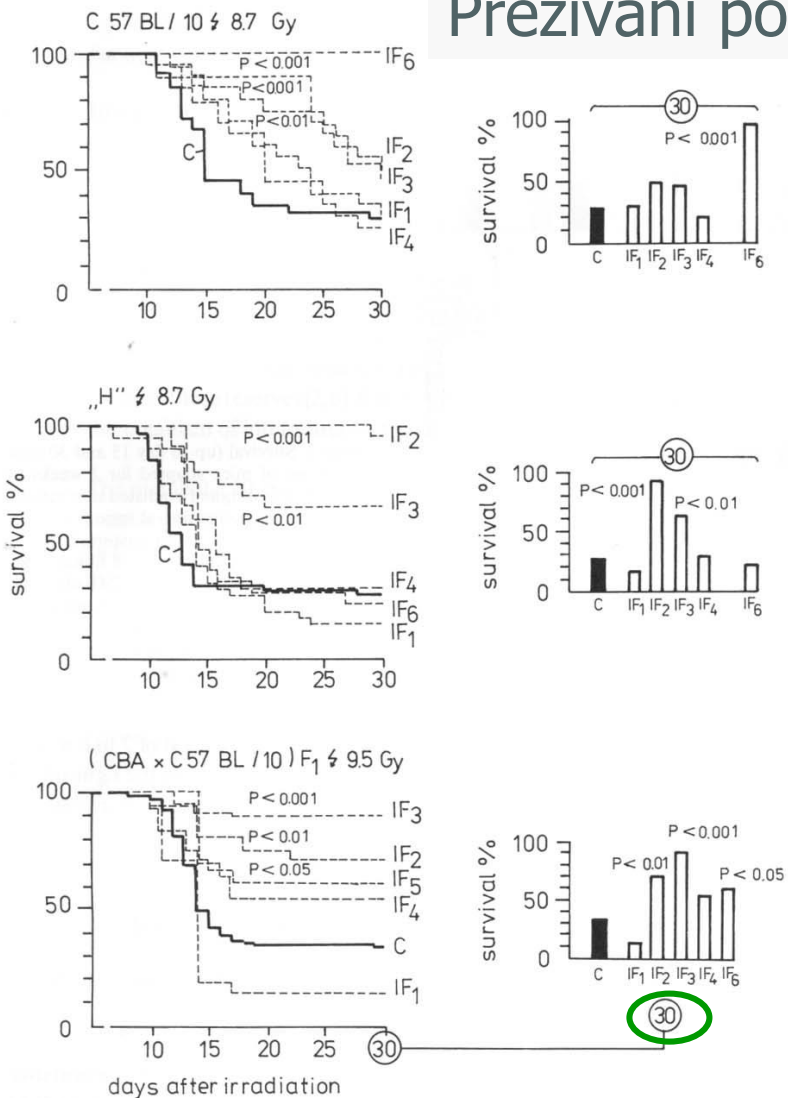 Přežívání po
C 57 BL / 10 ⚡ 8.7 Gy
100
50
0
10 15 20 25 30
P < 0.001
P < 0.001
P < 0.01
C
IF6
IF2
IF3
IF1
IF4
survival %
100
50
0
30
P < 0.001
C IF1 IF2 IF3 IF4 IF6
„H" ⚡ 8.7 Gy
survival %
100
50
0
10 15 20 25 30
P < 0.001
P < 0.01
C
IF2
IF3
IF4
IF6
IF1
survival %
100
50
0
30
P < 0.001
P < 0.01
C IF1 IF2 IF3 IF4 IF6
( CBA × C 57 BL / 10 ) F1 ⚡ 9.5 Gy
100
50
0
10 15 20 25 30
P < 0.001
P < 0.01
P < 0.05
IF3
IF2
IF5
IF4
C
IF1
days after irradiation
survival %
100
50
0
P < 0.01
P < 0.001
P < 0.05
C IF1 IF2 IF3 IF4 IF6
30